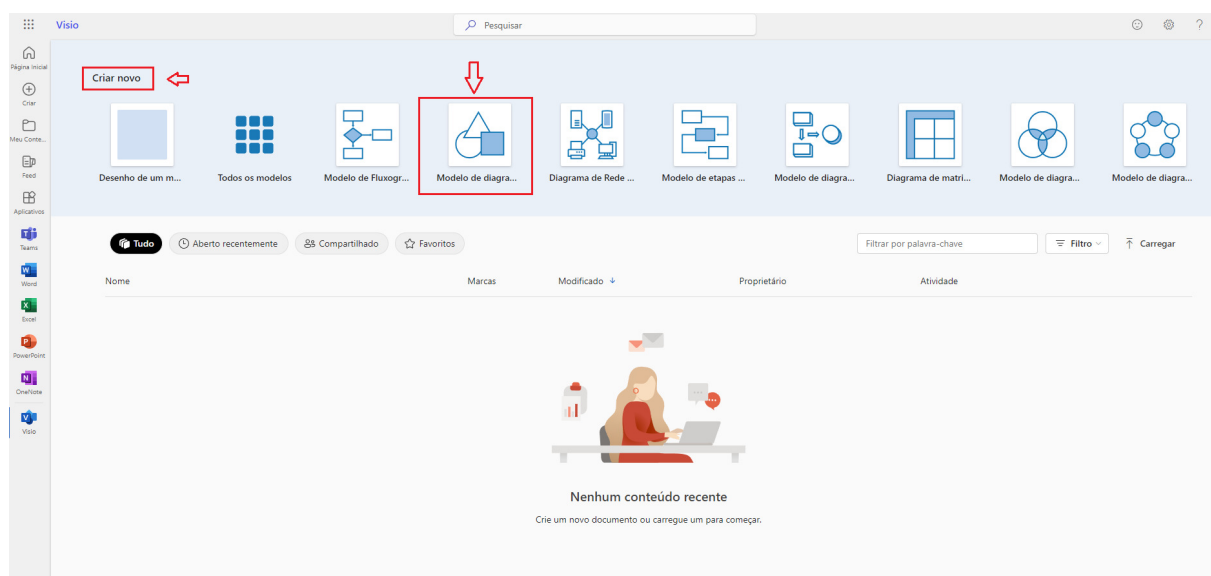 Visio
Pesquisar
?
Página Inicial
Criar
Meu Conte...
Feed
Aplicativos
Teams
Word
Excel
PowerPoint
OneNote
Visio
Criar novo
Desenho de um m...
Todos os modelos
Modelo de Fluxogr...
Modelo de diagra...
Diagrama de Rede ...
Modelo de etapas ...
Modelo de diagra...
Diagrama de matri...
Modelo de diagra...
Modelo de diagra...
Tudo
Aberto recentemente
Compartilhado
Favoritos
Filtrar por palavra-chave
Filtro
Carregar
Nome
Marcas
Modificado
Proprietário
Atividade
Nenhum conteúdo recente
Crie um novo documento ou carregue um para começar.